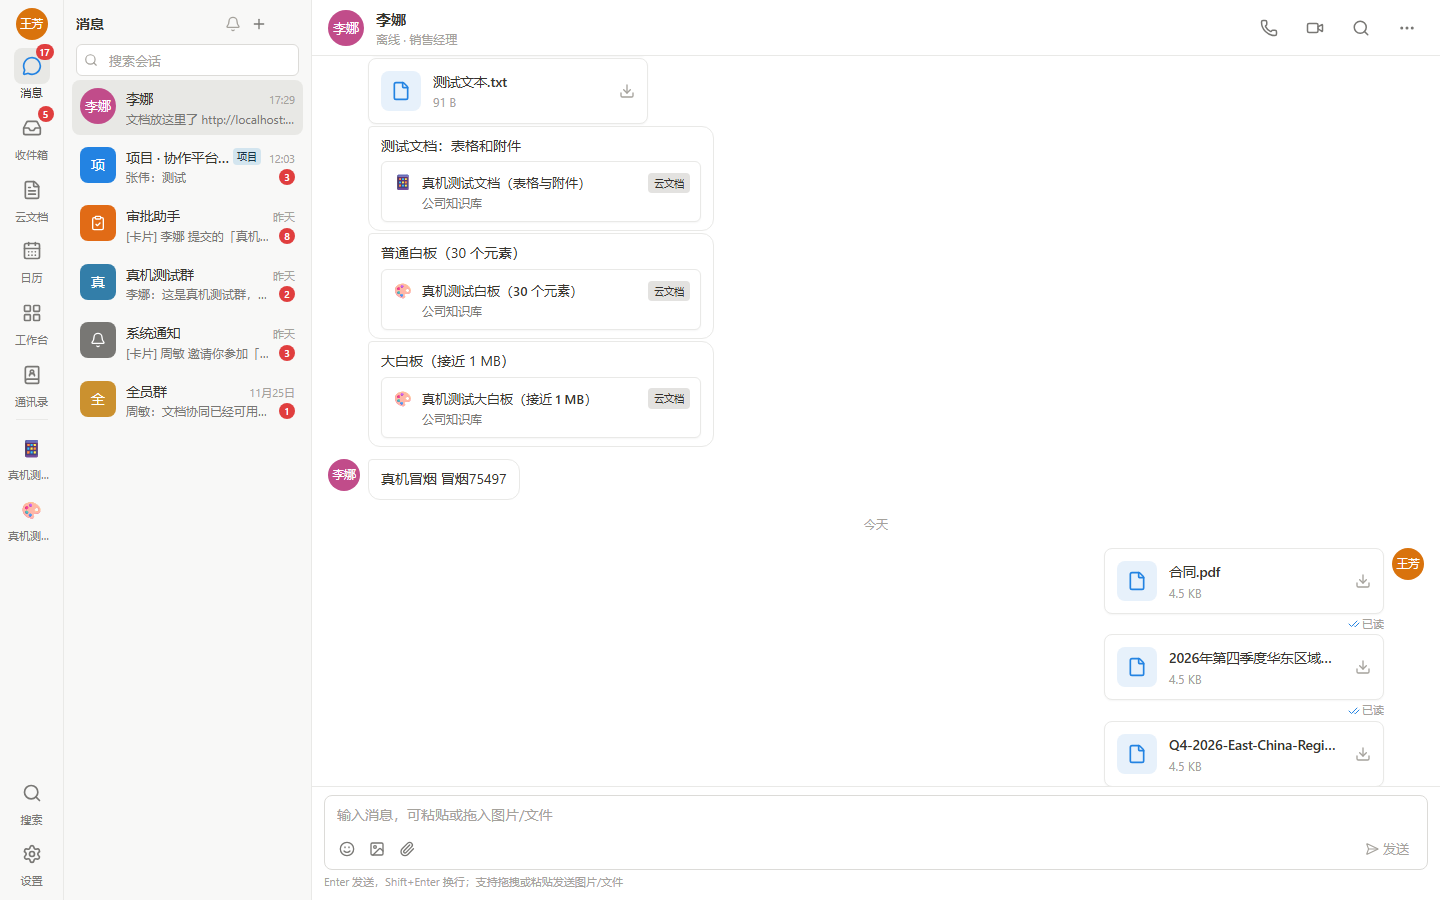 王芳
17
消息
5
收件箱
云文档
日历
工作台
通讯录
真机测...
真机测...
搜索
设置
消息
搜索会话
李娜
李娜
17:29
文档放这里了 http://localhost:...
项
项目 · 协作平台...
项目
12:03
张伟：测试
3
审批助手
昨天
[卡片] 李娜 提交的「真机...
8
真
真机测试群
昨天
李娜：这是真机测试群，...
2
系统通知
昨天
[卡片] 周敏 邀请你参加「...
3
全
全员群
11月25日
周敏：文档协同已经可用...
1
李娜
李娜
离线 · 销售经理
测试文本.txt
91 B
测试文档：表格和附件
真机测试文档（表格与附件）
云文档
公司知识库
普通白板（30 个元素）
真机测试白板（30 个元素）
云文档
公司知识库
大白板（接近 1 MB）
真机测试大白板（接近 1 MB）
云文档
公司知识库
李娜
真机冒烟 冒烟75497
今天
王芳
合同.pdf
4.5 KB
已读
2026年第四季度华东区域...
4.5 KB
已读
Q4-2026-East-China-Regi...
4.5 KB
输入消息，可粘贴或拖入图片/文件
发送
Enter 发送，Shift+Enter 换行；支持拖拽或粘贴发送图片/文件